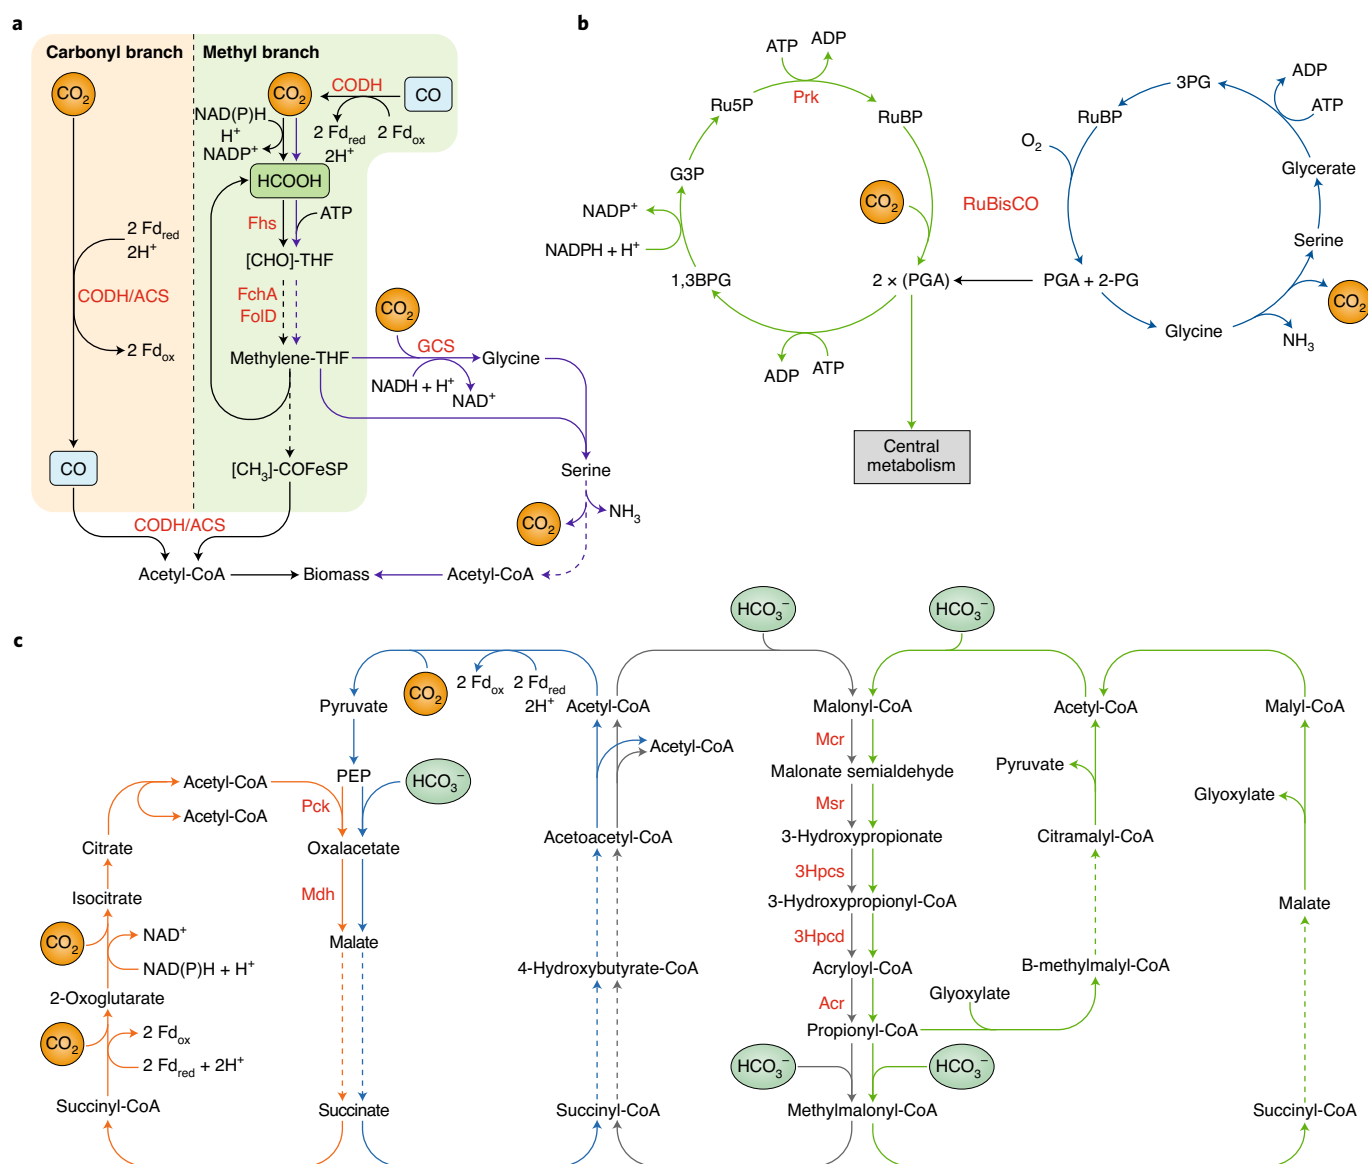 a
Carbonyl branch
Methyl branch
CO2
CO2
CODH
CO
NAD(P)H
H+
NADP+
2 Fdred
2H+
2 Fdox
HCOOH
ATP
Fhs
[CHO]-THF
2 Fdred
2H+
CODH/ACS
2 Fdox
FchA
FolD
CO2
Methylene-THF
GCS
Glycine
NADH + H+
NAD+
CO
[CH3]-COFeSP
Serine
CO2
NH3
CODH/ACS
Acetyl-CoA
Biomass
Acetyl-CoA
b
ATP
ADP
Prk
Ru5P
RuBP
G3P
CO2
NADP+
NADPH + H+
1,3BPG
2 × (PGA)
ADP
ATP
Central
metabolism
3PG
ADP
ATP
RuBP
O2
Glycerate
RuBisCO
Serine
PGA + 2-PG
CO2
Glycine
NH3
c
HCO3−
HCO3−
Pyruvate
CO2
2 Fdox
2 Fdred
2H+
Acetyl-CoA
Malonyl-CoA
Acetyl-CoA
Malyl-CoA
Mcr
Acetyl-CoA
Acetyl-CoA
PEP
HCO3−
Malonate semialdehyde
Pyruvate
Pck
Acetyl-CoA
Msr
Glyoxylate
Citrate
Oxalacetate
Acetoacetyl-CoA
3-Hydroxypropionate
Citramalyl-CoA
3Hpcs
Isocitrate
Mdh
3-Hydroxypropionyl-CoA
Malate
CO2
NAD+
Malate
3Hpcd
NAD(P)H + H+
4-Hydroxybutyrate-CoA
Acryloyl-CoA
B-methylmalyl-CoA
2-Oxoglutarate
Acr
Glyoxylate
CO2
2 Fdox
Propionyl-CoA
2 Fdred + 2H+
HCO3−
HCO3−
Succinyl-CoA
Succinate
Succinyl-CoA
Methylmalonyl-CoA
Succinyl-CoA